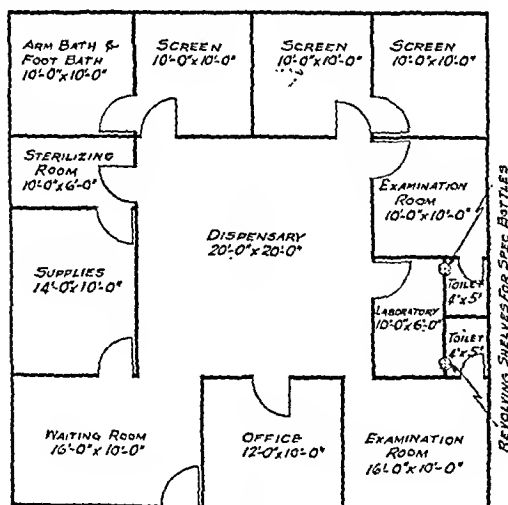 ARM BATH &
FOOT BATH
10'-0"x10'-0"
SCREEN
10'-0"x10'-0"
SCREEN
10'-0"x10'-0"
SCREEN
10'-0"x10'-0"
STERILIZING
ROOM
10'-0"x6'-0"
EXAMINATION
ROOM
10'-0"x10'-0"
DISPENSARY
20'-0"x20'-0"
SUPPLIES
14'-0"x10'-0"
LABORATORY
10'-0"x6'-0"
TOILET
4'x5'
TOILET
4'x5'
REVOLVING SHELVES FOR SPEC BOTTLES
WAITING ROOM
16'-0"x10'-0"
OFFICE
12'-0"x10'-0"
EXAMINATION
ROOM
16'-0"x10'-0"